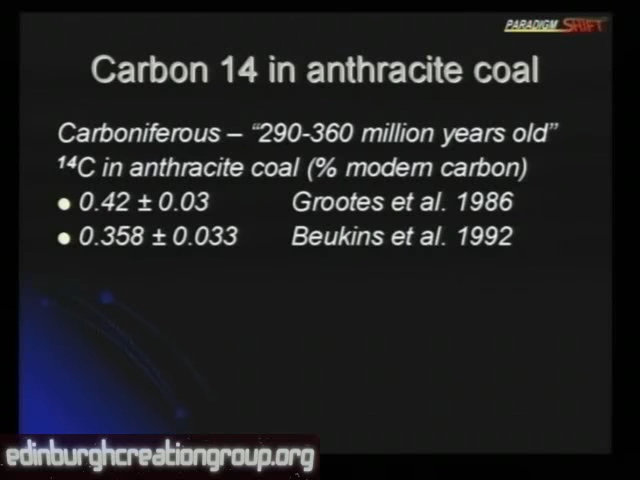 PARADIGM SHIFT
Carbon 14 in anthracite coal
Carboniferous – “290-360 million years old”
¹⁴C in anthracite coal (% modern carbon)
● 0.42 ± 0.03 Grootes et al. 1986
● 0.358 ± 0.033 Beukins et al. 1992
edinburghcreationgroup.org